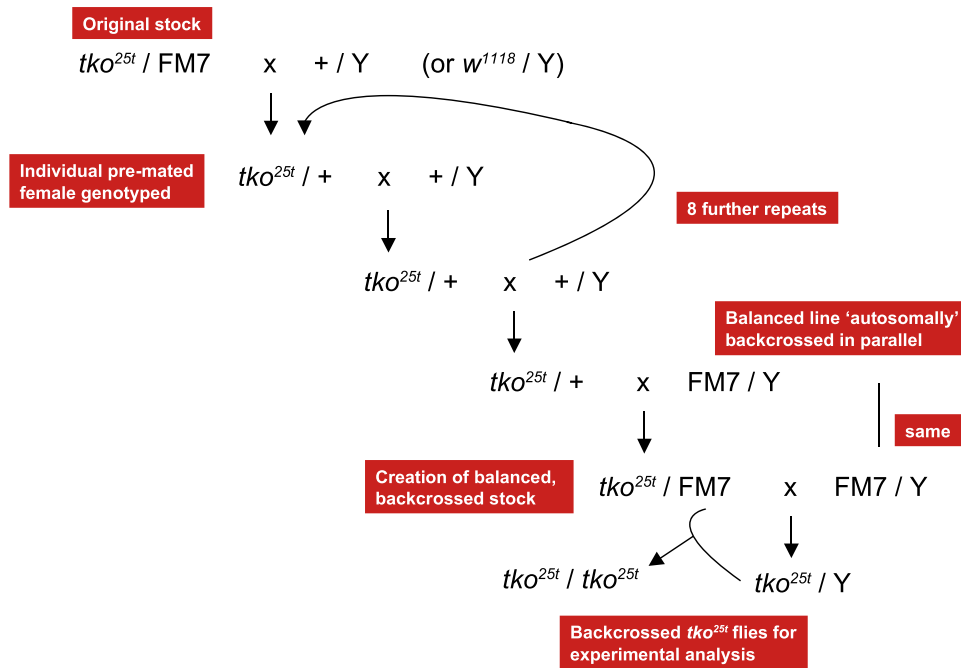 Original stock
tko25t / FM7 x + / Y (or w1118 / Y)
Individual pre-mated
female genotyped
tko25t / + x + / Y
8 further repeats
tko25t / + x + / Y
Balanced line ‘autosomally’
backcrossed in parallel
tko25t / + x FM7 / Y
same
Creation of balanced,
backcrossed stock
tko25t / FM7 x FM7 / Y
tko25t / tko25t tko25t / Y
Backcrossed tko25t flies for
experimental analysis